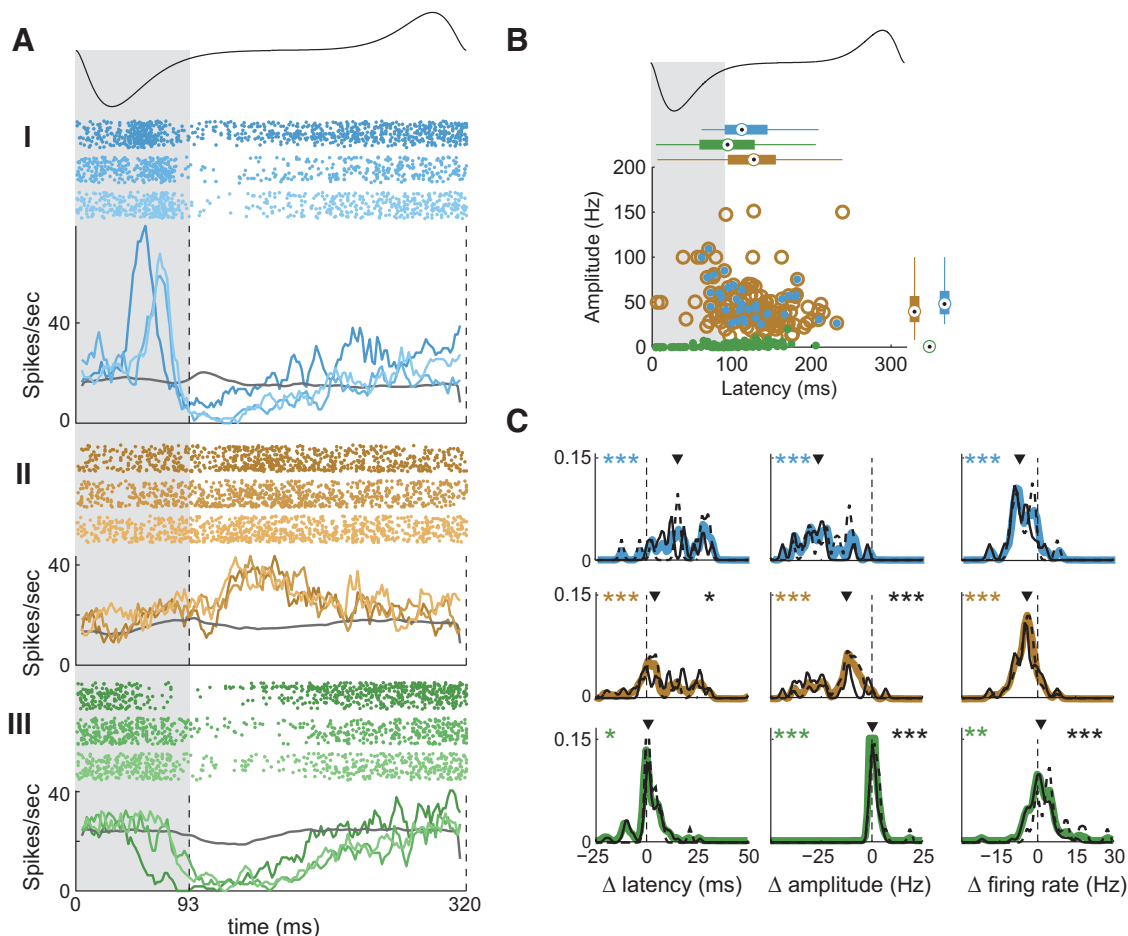 A
I
Spikes/sec
40
0
II
Spikes/sec
40
0
III
Spikes/sec
40
0
0 93 320
time (ms)
B
Amplitude (Hz)
200
150
100
50
0
0 100 200 300
Latency (ms)
C
0.15
0
***
***
***
0.15
0
*** *
*** ***
***
0.15
0
*
*** ***
** ***
-25 0 25 50
-25 0 25
-15 0 15 30
Δ latency (ms)
Δ amplitude (Hz)
Δ firing rate (Hz)